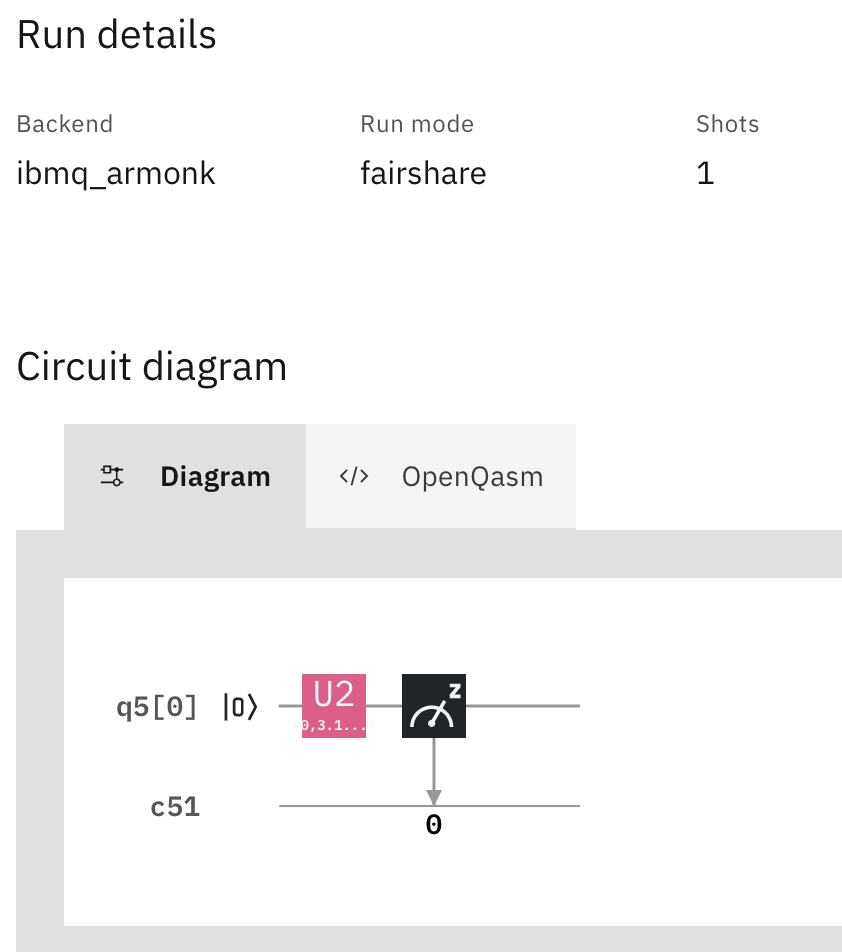 Run details
Backend Run mode Shots
ibmq_armonk fairshare 1
Circuit diagram
Diagram </> OpenQasm
q5[0] |0⟩ U2 z
0,3.1...
c51
0